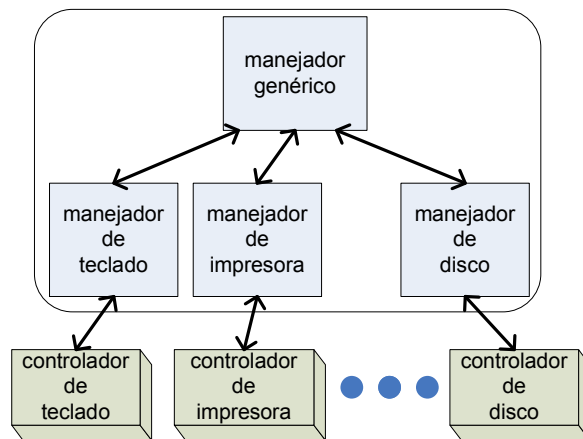 manejador
genérico
manejador
de
teclado
manejador
de
impresora
manejador
de
disco
controlador
de
teclado
controlador
de
impresora
controlador
de
disco